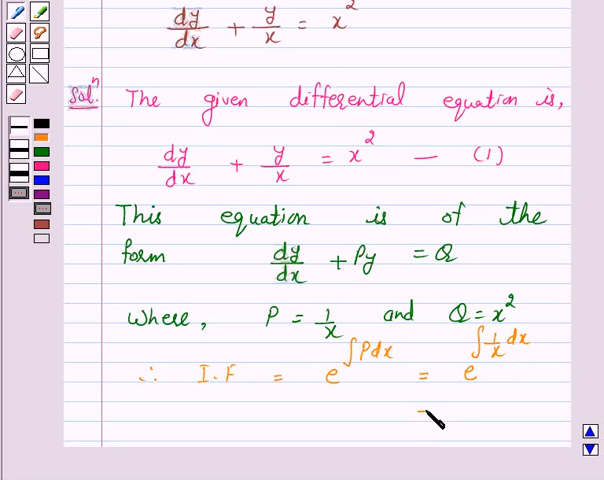 dy/dx + y/x = x²
Solⁿ. The given differential equation is,
dy/dx + y/x = x² — (1)
This equation is of the
form dy/dx + Py = Q
where, P = 1/x and Q = x²
∴ I.F = e^∫Pdx = e^∫1/x dx